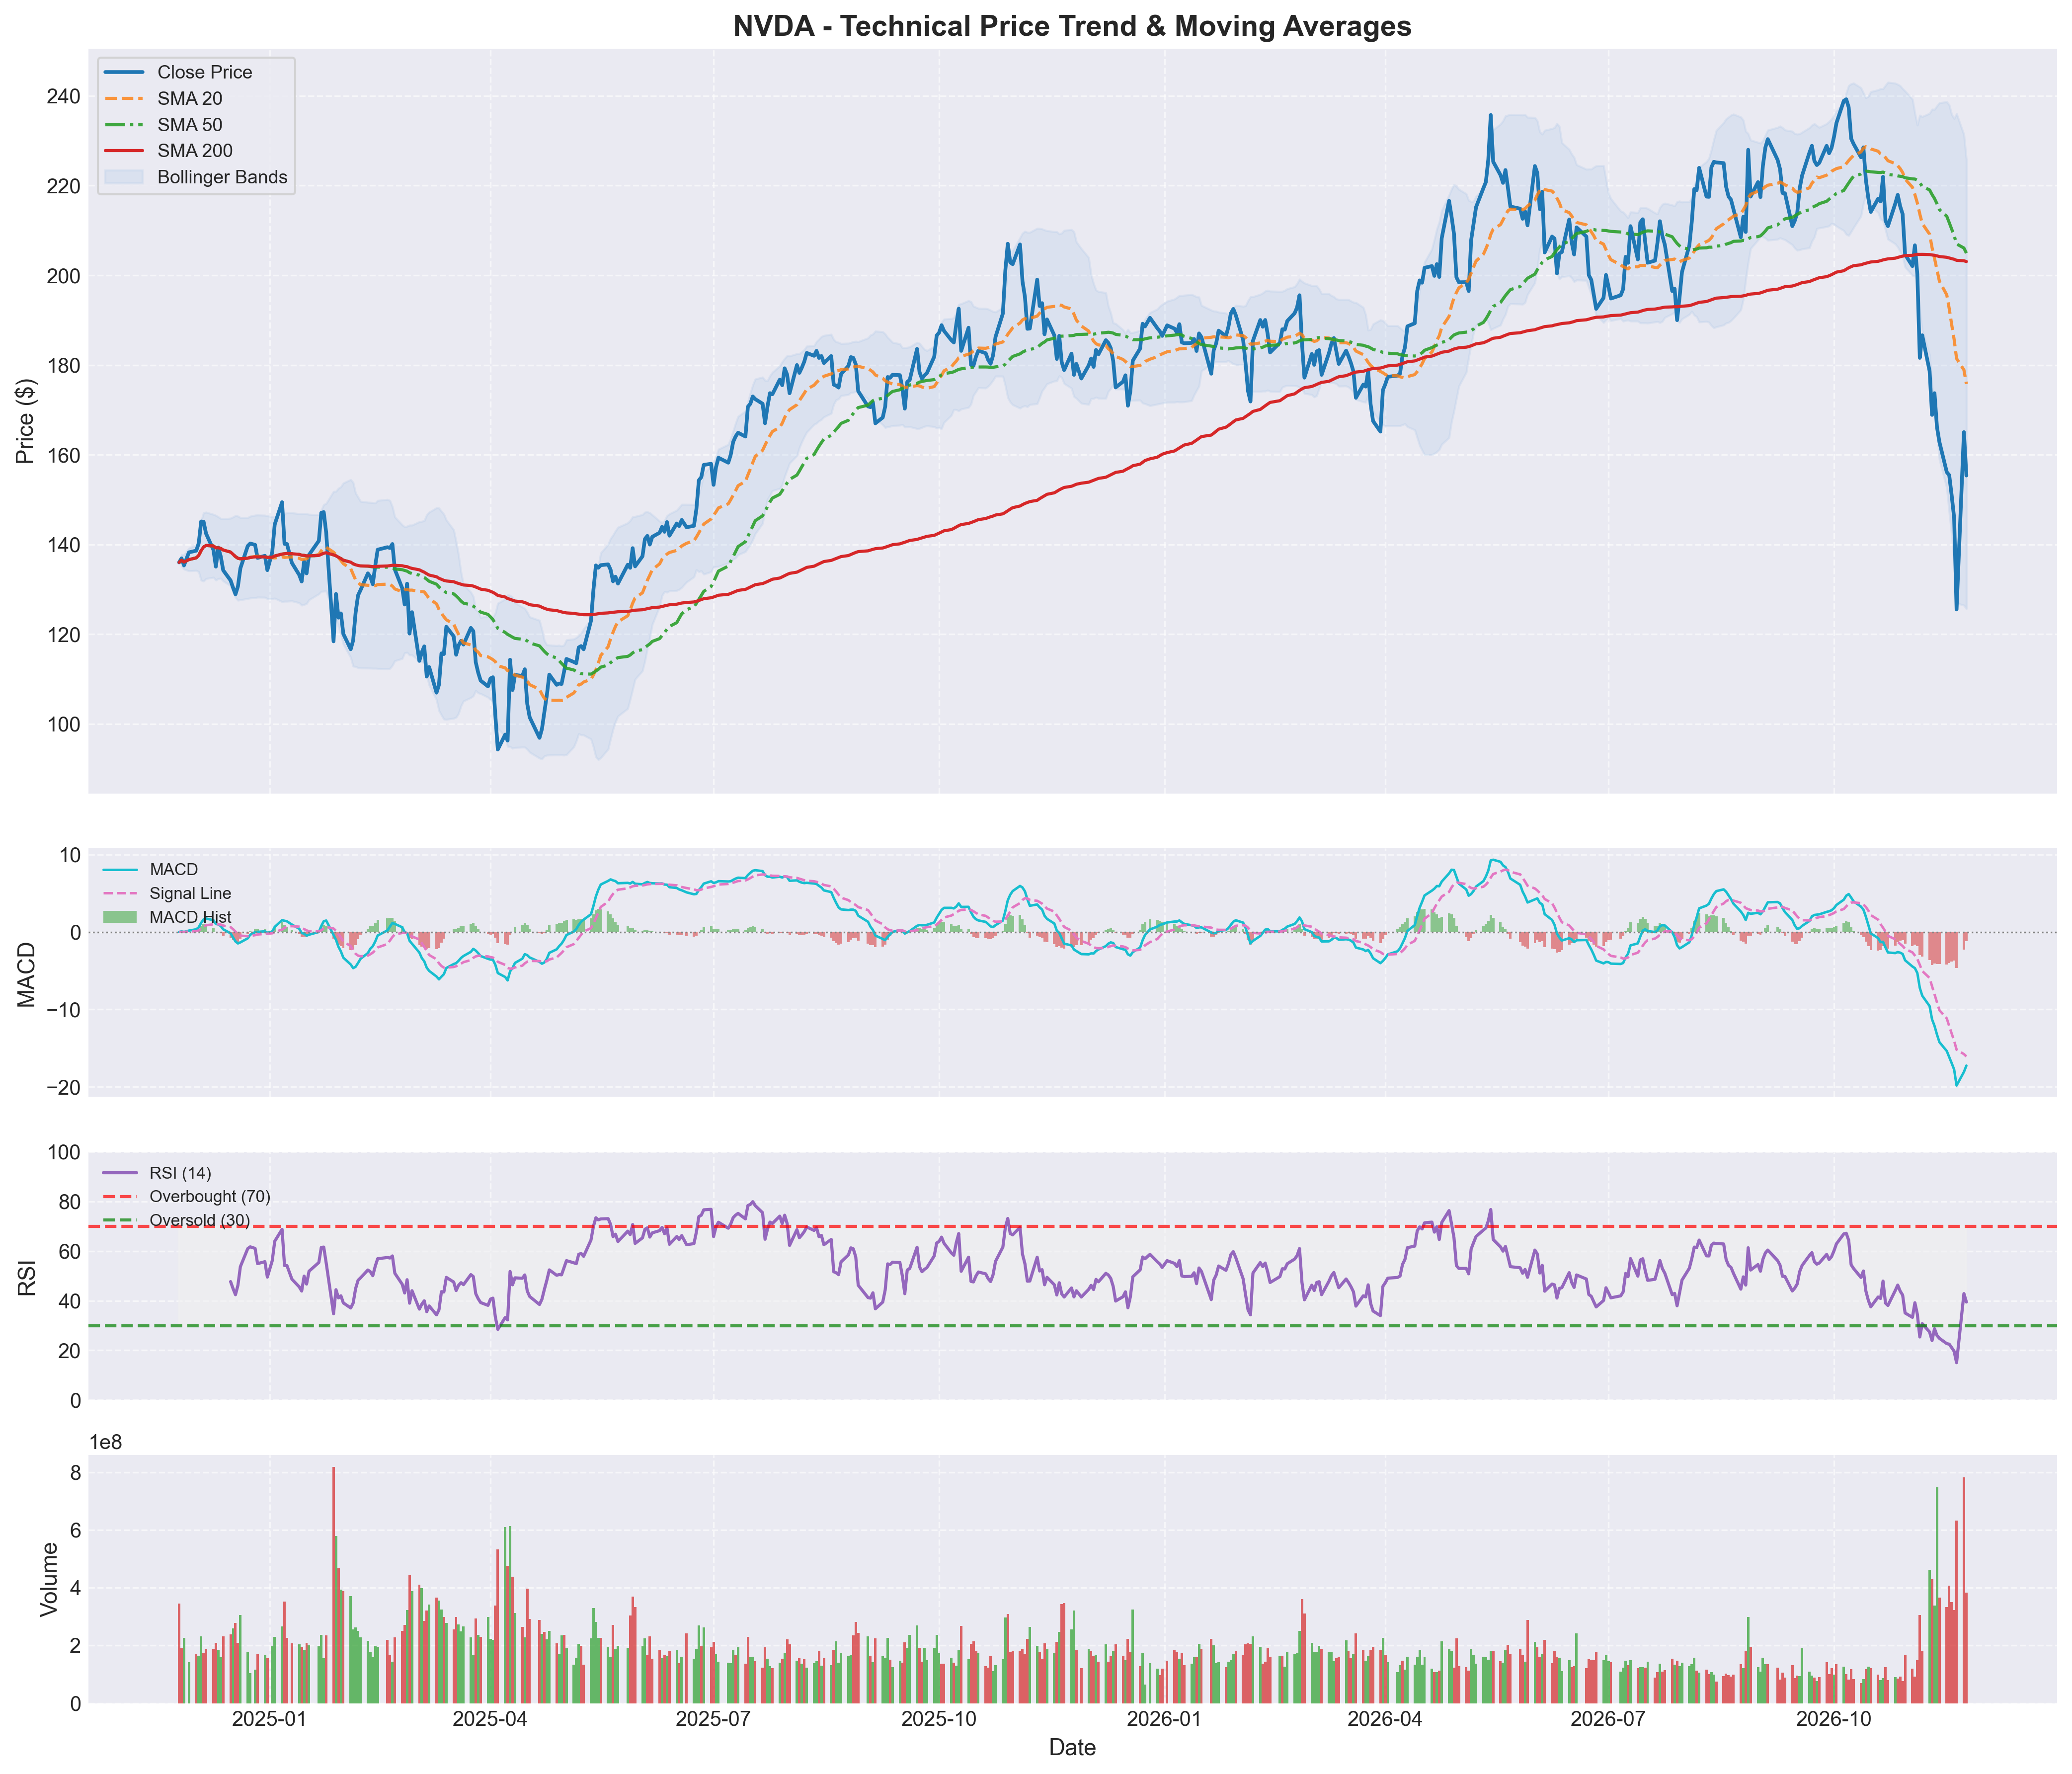 NVDA - Technical Price Trend & Moving Averages
Close Price
SMA 20
SMA 50
SMA 200
Bollinger Bands
240
220
200
180
160
140
120
100
Price ($)
MACD
Signal Line
MACD Hist
10
0
−10
−20
MACD
RSI (14)
Overbought (70)
Oversold (30)
100
80
60
40
20
0
RSI
1e8
8
6
4
2
0
Volume
2025-01
2025-04
2025-07
2025-10
2026-01
2026-04
2026-07
2026-10
Date